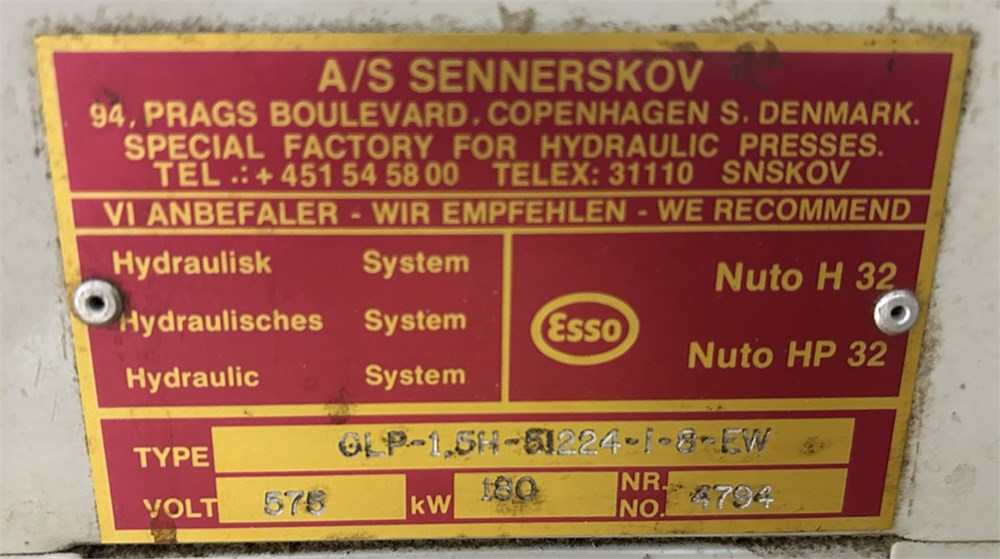 A/S SENNERSKOV
94, PRAGS BOULEVARD. COPENHAGEN S. DENMARK.
SPECIAL FACTORY FOR HYDRAULIC PRESSES.
TEL .: + 451 54 58 00 TELEX: 31110 SNSKOV
VI ANBEFALER - WIR EMPFEHLEN - WE RECOMMEND
Hydraulisk System
Hydraulisches System
Hydraulic System
Esso
Nuto H 32
Nuto HP 32
TYPE
VOLT 575 kW 180 NR. NO. 4794